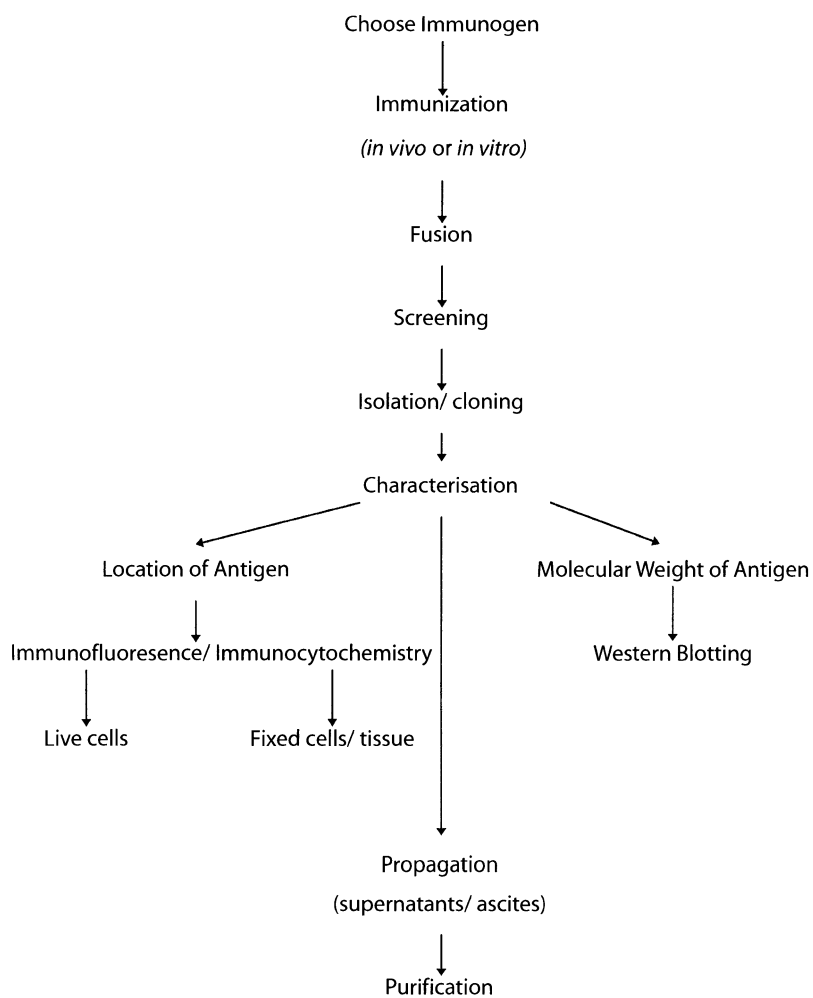 Choose Immunogen
Immunization
(in vivo or in vitro)
Fusion
Screening
Isolation/ cloning
Characterisation
Location of Antigen
Molecular Weight of Antigen
Immunofluoresence/ Immunocytochemistry
Western Blotting
Live cells
Fixed cells/ tissue
Propagation
(supernatants/ ascites)
Purification